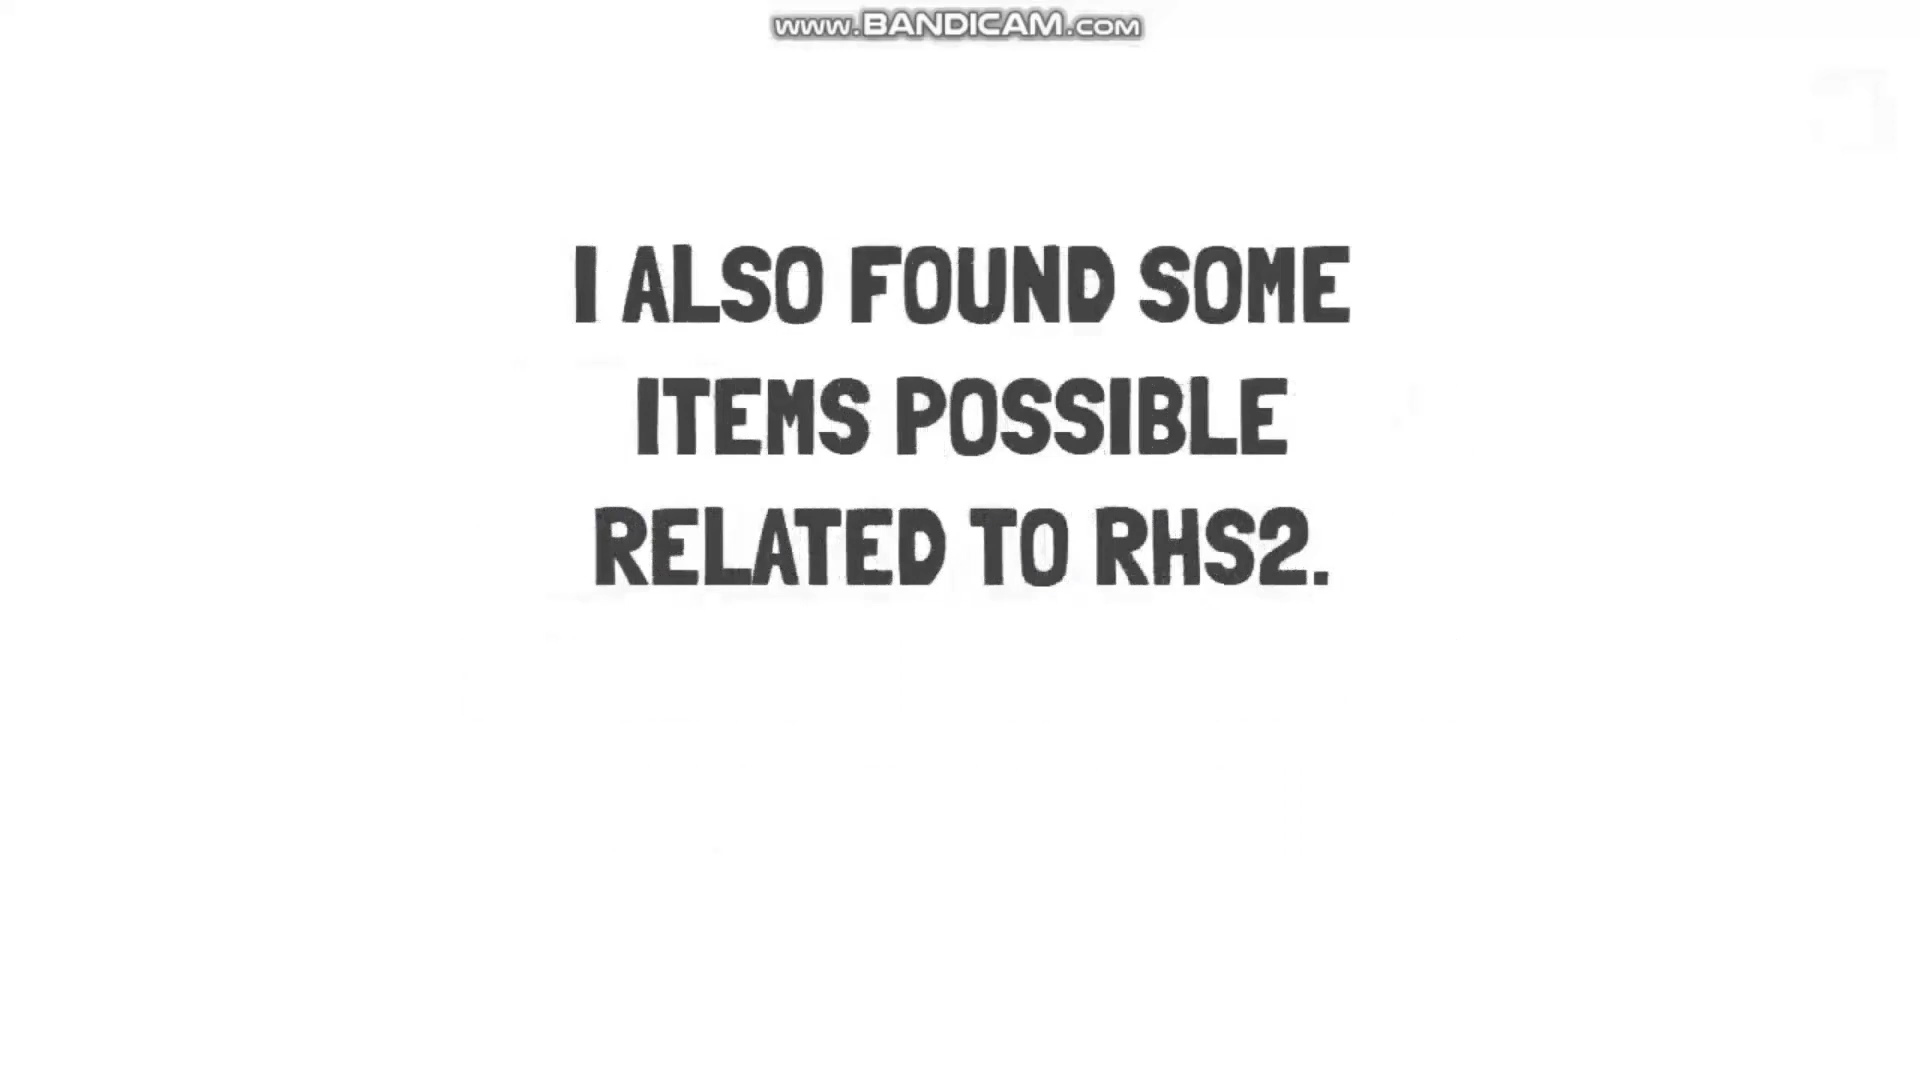 www.BANDICAM.com
I ALSO FOUND SOME
ITEMS POSSIBLE
RELATED TO RHS2.